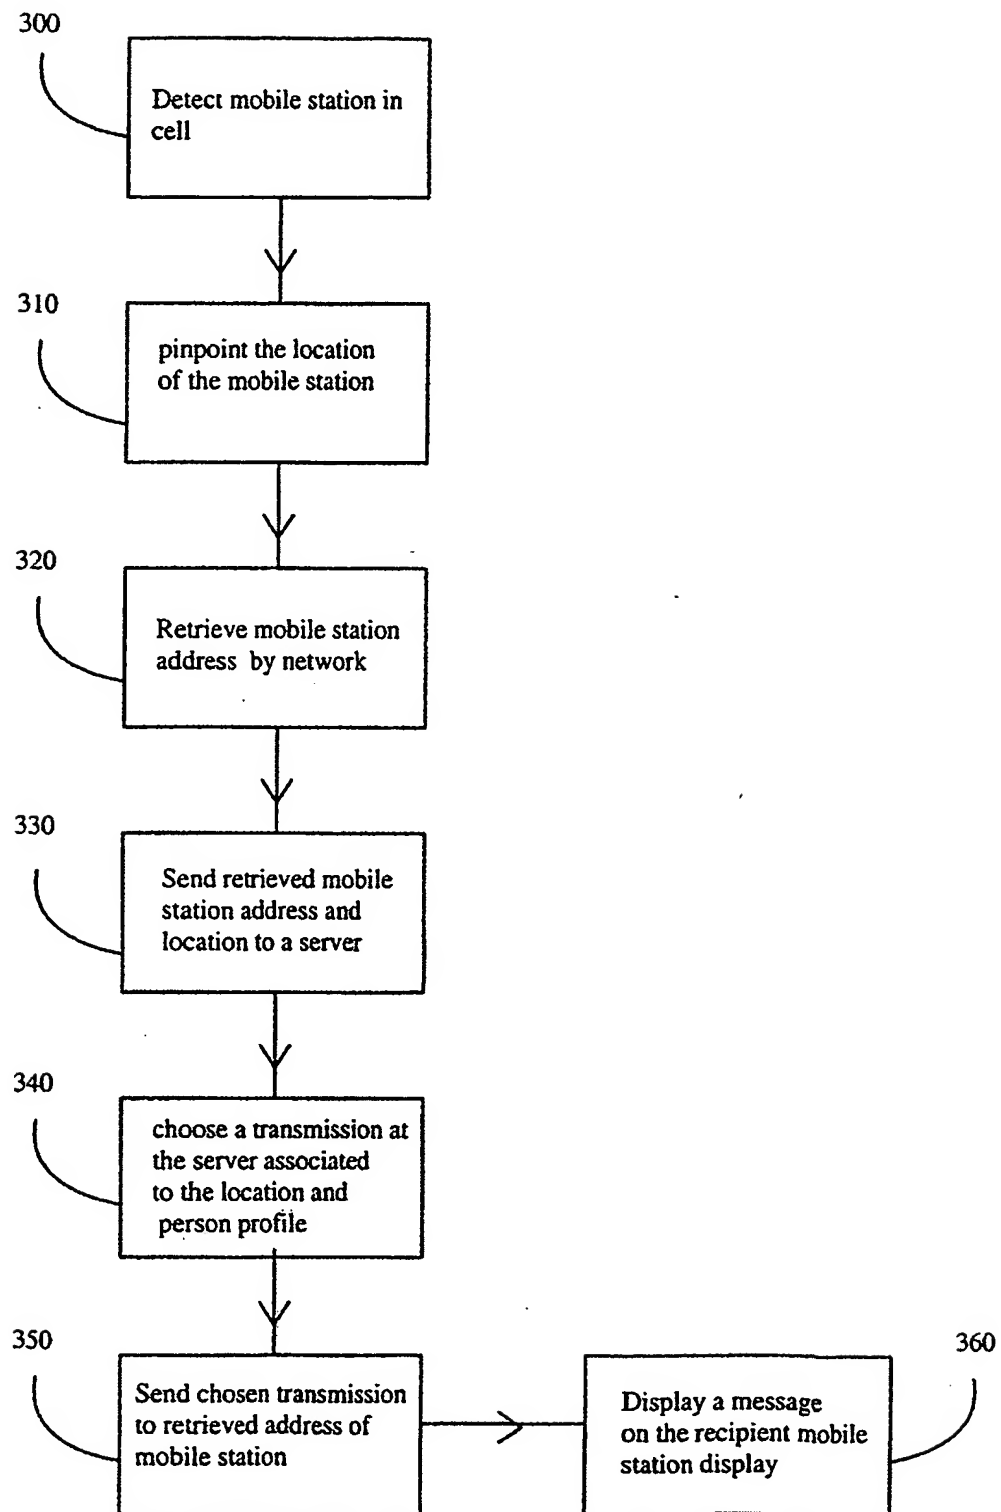 300
Detect mobile station in
cell
310
pinpoint the location
of the mobile station
320
Retrieve mobile station
address by network
330
Send retrieved mobile
station address and
location to a server
340
choose a transmission at
the server associated
to the location and
person profile
350
Send chosen transmission
to retrieved address of
mobile station
360
Display a message
on the recipient mobile
station display